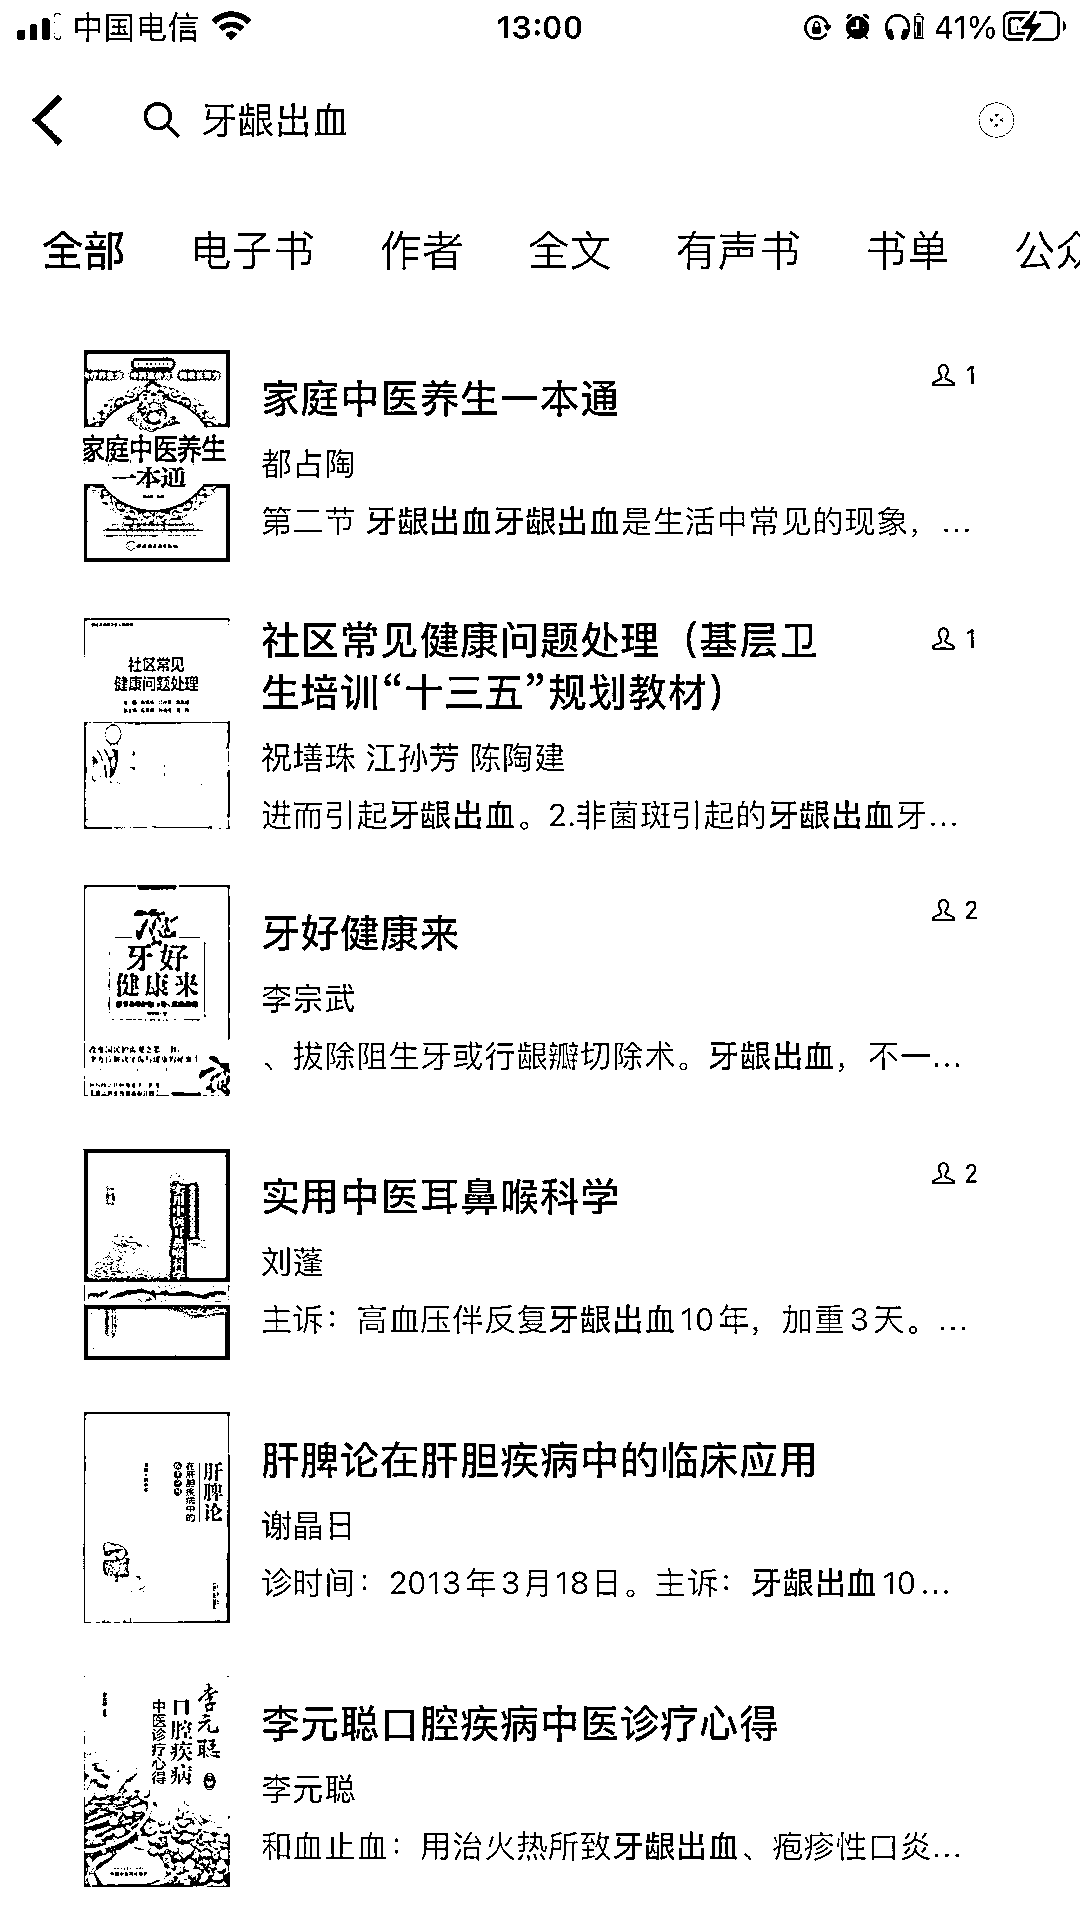 中国电信 13:00 41%
牙龈出血
全部 电子书 作者 全文 有声书 书单 公众
家庭中医养生
一本通
家庭中医养生一本通
1
都占陶
第二节 牙龈出血牙龈出血是生活中常见的现象，…
社区常见
健康问题处理
社区常见健康问题处理（基层卫
生培训“十三五”规划教材）
1
祝墡珠 江孙芳 陈陶建
进而引起牙龈出血。2.非菌斑引起的牙龈出血牙…
牙好
健康来
牙好健康来
2
李宗武
、拔除阻生牙或行龈瓣切除术。牙龈出血，不一…
实用中医耳鼻喉科学
2
刘蓬
主诉：高血压伴反复牙龈出血10年，加重3天。…
肝脾论
在肝胆疾病中的
肝脾论在肝胆疾病中的临床应用
谢晶日
诊时间：2013年3月18日。主诉：牙龈出血10…
李元聪
口腔疾病
中医诊疗心得
李元聪口腔疾病中医诊疗心得
李元聪
和血止血：用治火热所致牙龈出血、疱疹性口炎…